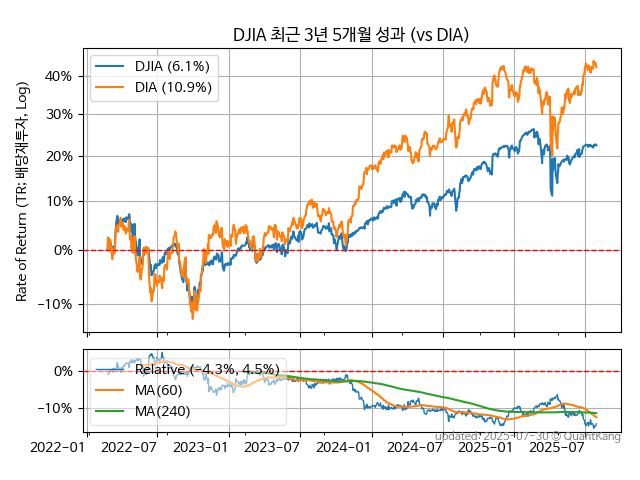 DJIA 최근 3년 5개월 성과 (vs DIA)
Rate of Return (TR: 배당재투자, Log)
40%
30%
20%
10%
0%
−10%
DJIA (6.1%)
DIA (10.9%)
0%
−10%
Relative (−4.3%, 4.5%)
MA(60)
MA(240)
updated: 2025-07-30 © QuantKang
2022−01
2022−07
2023−01
2023−07
2024−01
2024−07
2025−01
2025−07